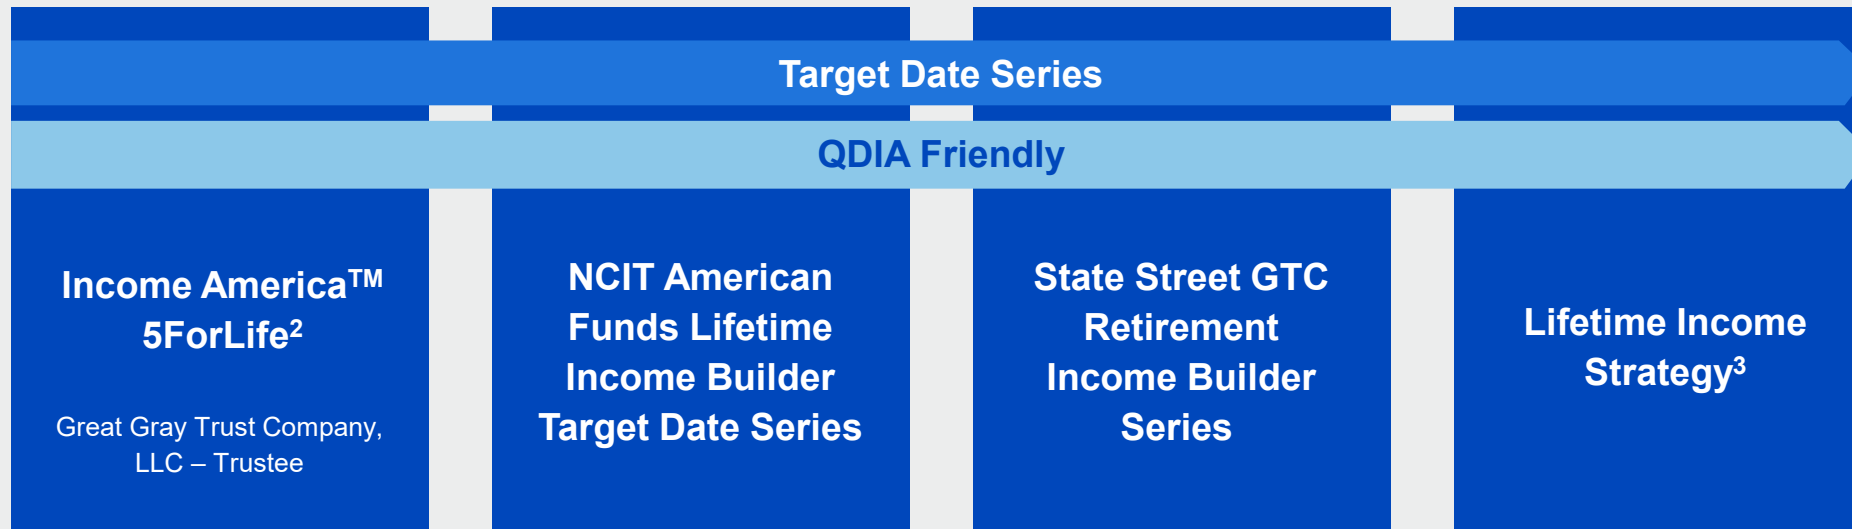 Target Date Series
QDIA Friendly
Income America™
5ForLife²
Great Gray Trust Company,
LLC – Trustee
NCIT American
Funds Lifetime
Income Builder
Target Date Series
State Street GTC
Retirement
Income Builder
Series
Lifetime Income
Strategy³